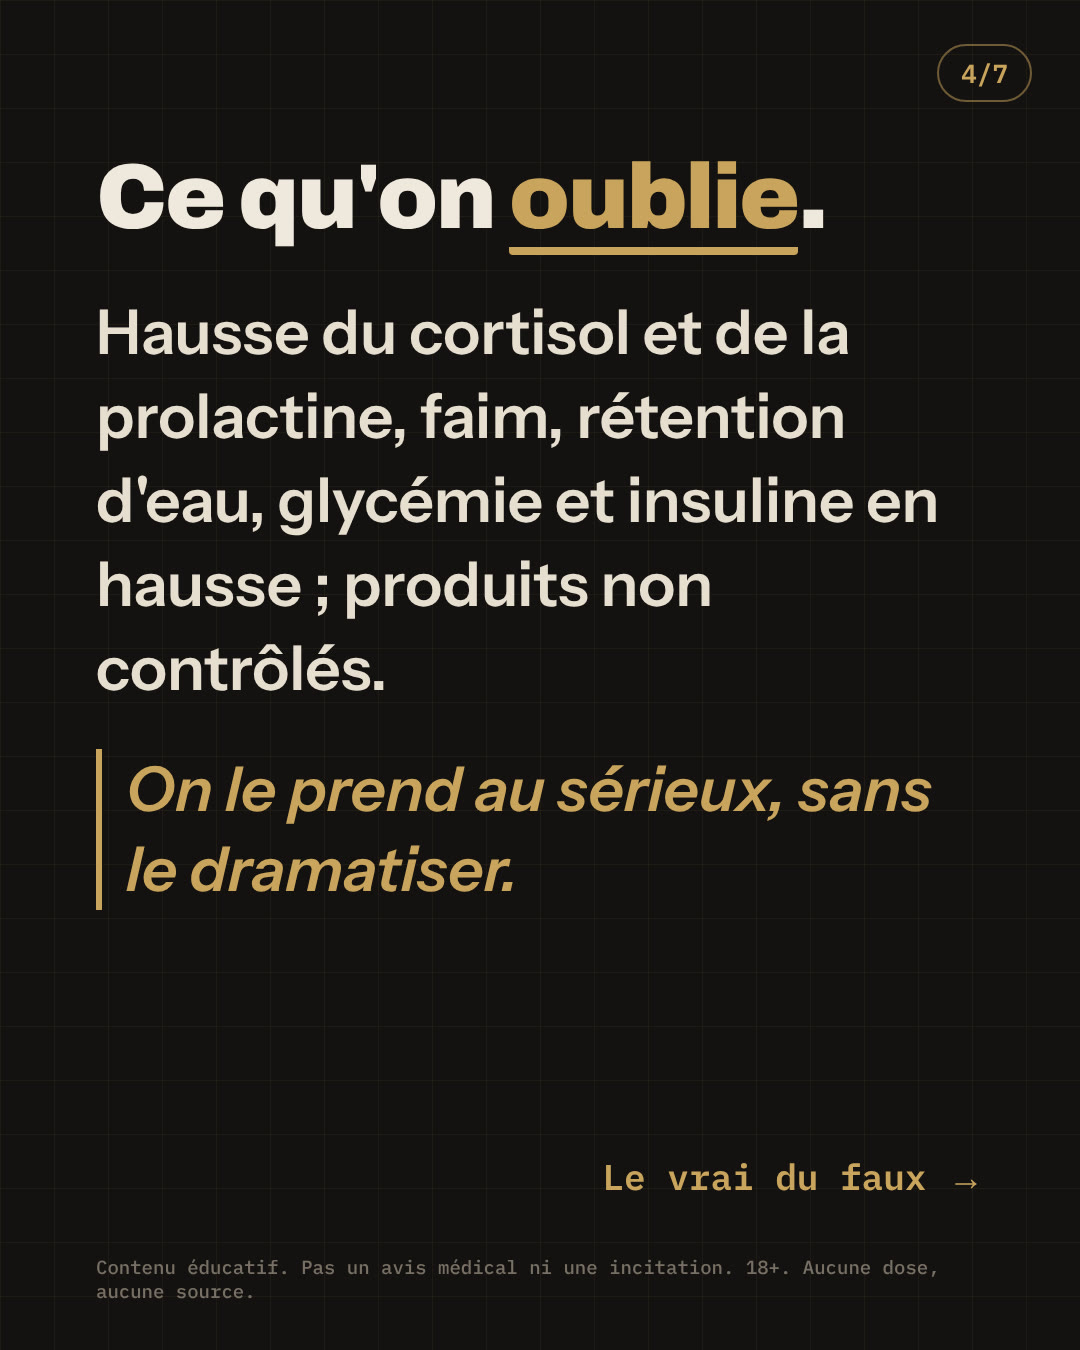 4/7
Ce qu'on oublie.
Hausse du cortisol et de la
prolactine, faim, rétention
d'eau, glycémie et insuline en
hausse ; produits non
contrôlés.
On le prend au sérieux, sans
le dramatiser.
Le vrai du faux →
Contenu éducatif. Pas un avis médical ni une incitation. 18+. Aucune dose,
aucune source.